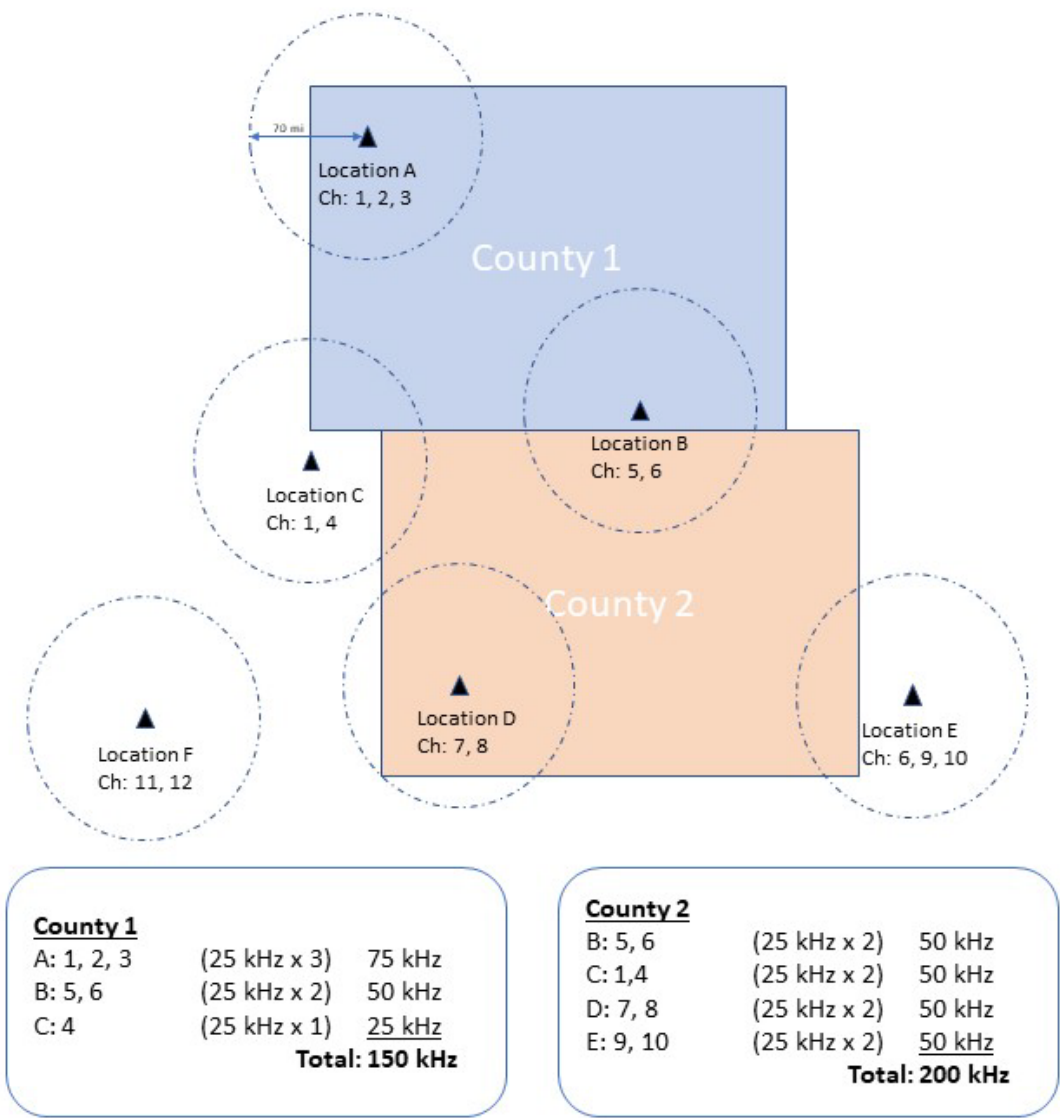 70 mi
Location A
Ch: 1, 2, 3
County 1
Location B
Ch: 5, 6
Location C
Ch: 1, 4
County 2
Location D
Ch: 7, 8
Location E
Ch: 6, 9, 10
Location F
Ch: 11, 12
County 1
A: 1, 2, 3 (25 kHz x 3) 75 kHz
B: 5, 6 (25 kHz x 2) 50 kHz
C: 4 (25 kHz x 1) 25 kHz
Total: 150 kHz
County 2
B: 5, 6 (25 kHz x 2) 50 kHz
C: 1,4 (25 kHz x 2) 50 kHz
D: 7, 8 (25 kHz x 2) 50 kHz
E: 9, 10 (25 kHz x 2) 50 kHz
Total: 200 kHz